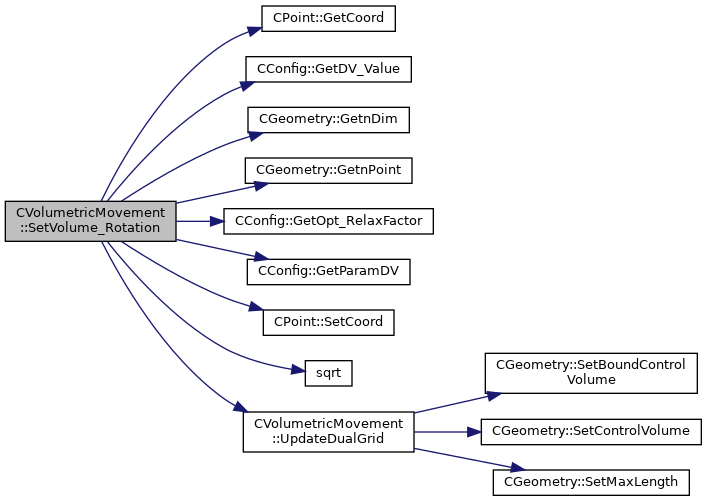 CVolumetricMovement
::SetVolume_Rotation
CPoint::GetCoord
CConfig::GetDV_Value
CGeometry::GetnDim
CGeometry::GetnPoint
CConfig::GetOpt_RelaxFactor
CConfig::GetParamDV
CPoint::SetCoord
sqrt
CVolumetricMovement
::UpdateDualGrid
CGeometry::SetBoundControl
Volume
CGeometry::SetControlVolume
CGeometry::SetMaxLength